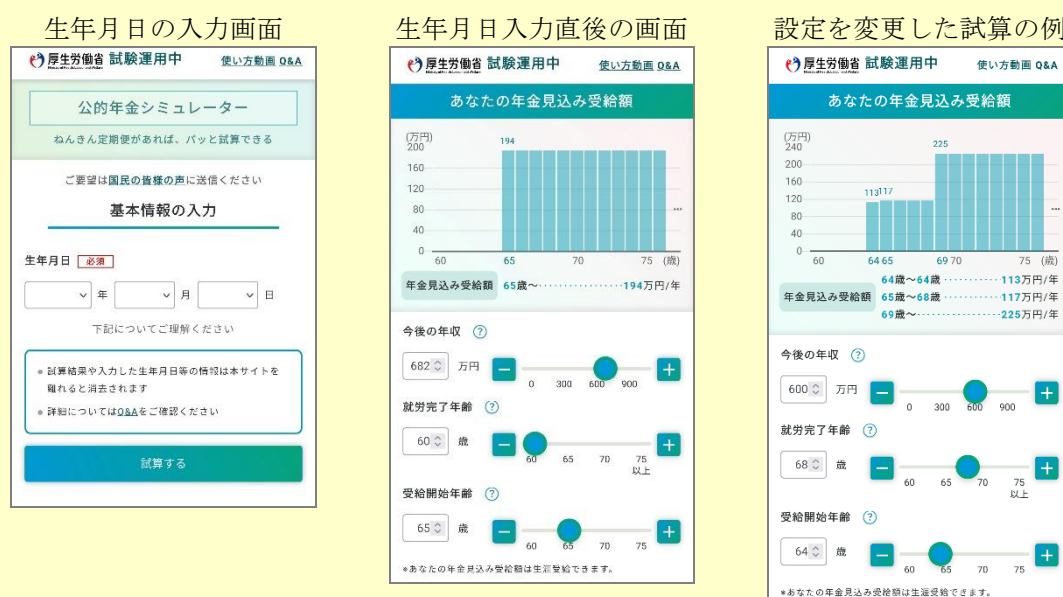 生年月日の入力画面
厚生労働省 試験運用中 使い方動画 Q&A
公的年金シミュレーター
ねんきん定期便があれば、パッと試算できる
ご要望は国民の皆様の声に送信ください
基本情報の入力
生年月日 必須
年 月 日
下記についてご理解ください
試算結果や入力した生年月日等の情報は本サイトを
離れると消去されます
詳細についてはQ&Aをご確認ください
試算する
生年月日入力直後の画面
厚生労働省 試験運用中 使い方動画 Q&A
あなたの年金見込み受給額
(万円)
200
194
160
120
80
40
0
60 65 70 75 (歳)
年金見込み受給額 65歳〜 194万円/年
今後の年収 ?
682 万円
0 300 600 900
就労完了年齢 ?
60 歳
60 65 70 75
以上
受給開始年齢 ?
65 歳
60 65 70 75
*あなたの年金見込み受給額は生涯受給できます。
設定を変更した試算の例
厚生労働省 試験運用中 使い方動画 Q&A
あなたの年金見込み受給額
(万円)
240
225
200
160
113 117
120
80
40
0
60 64 65 69 70 75 (歳)
64歳〜64歳 113万円/年
年金見込み受給額 65歳〜68歳 117万円/年
69歳〜 225万円/年
今後の年収 ?
600 万円
0 300 600 900
就労完了年齢 ?
68 歳
60 65 70 75
以上
受給開始年齢 ?
64 歳
60 65 70 75
*あなたの年金見込み受給額は生涯受給できます。